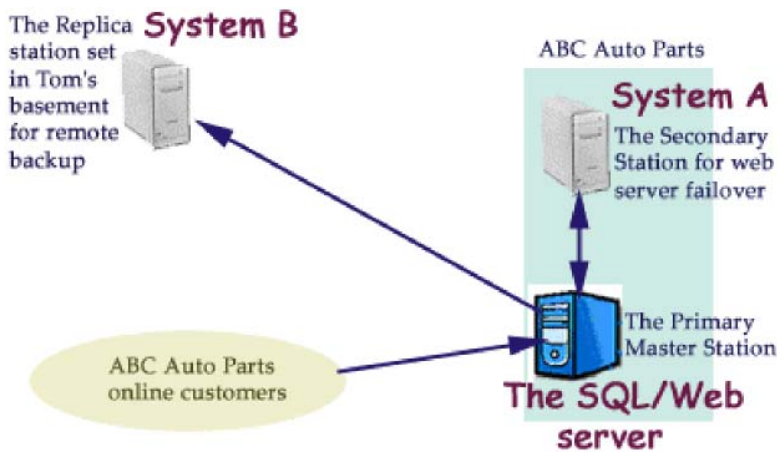 The Replica
station set
in Tom's
basement
for remote
backup
System B
ABC Auto Parts
System A
The Secondary
Station for web
server failover
The Primary
Master Station
The SQL/Web
server
ABC Auto Parts
online customers